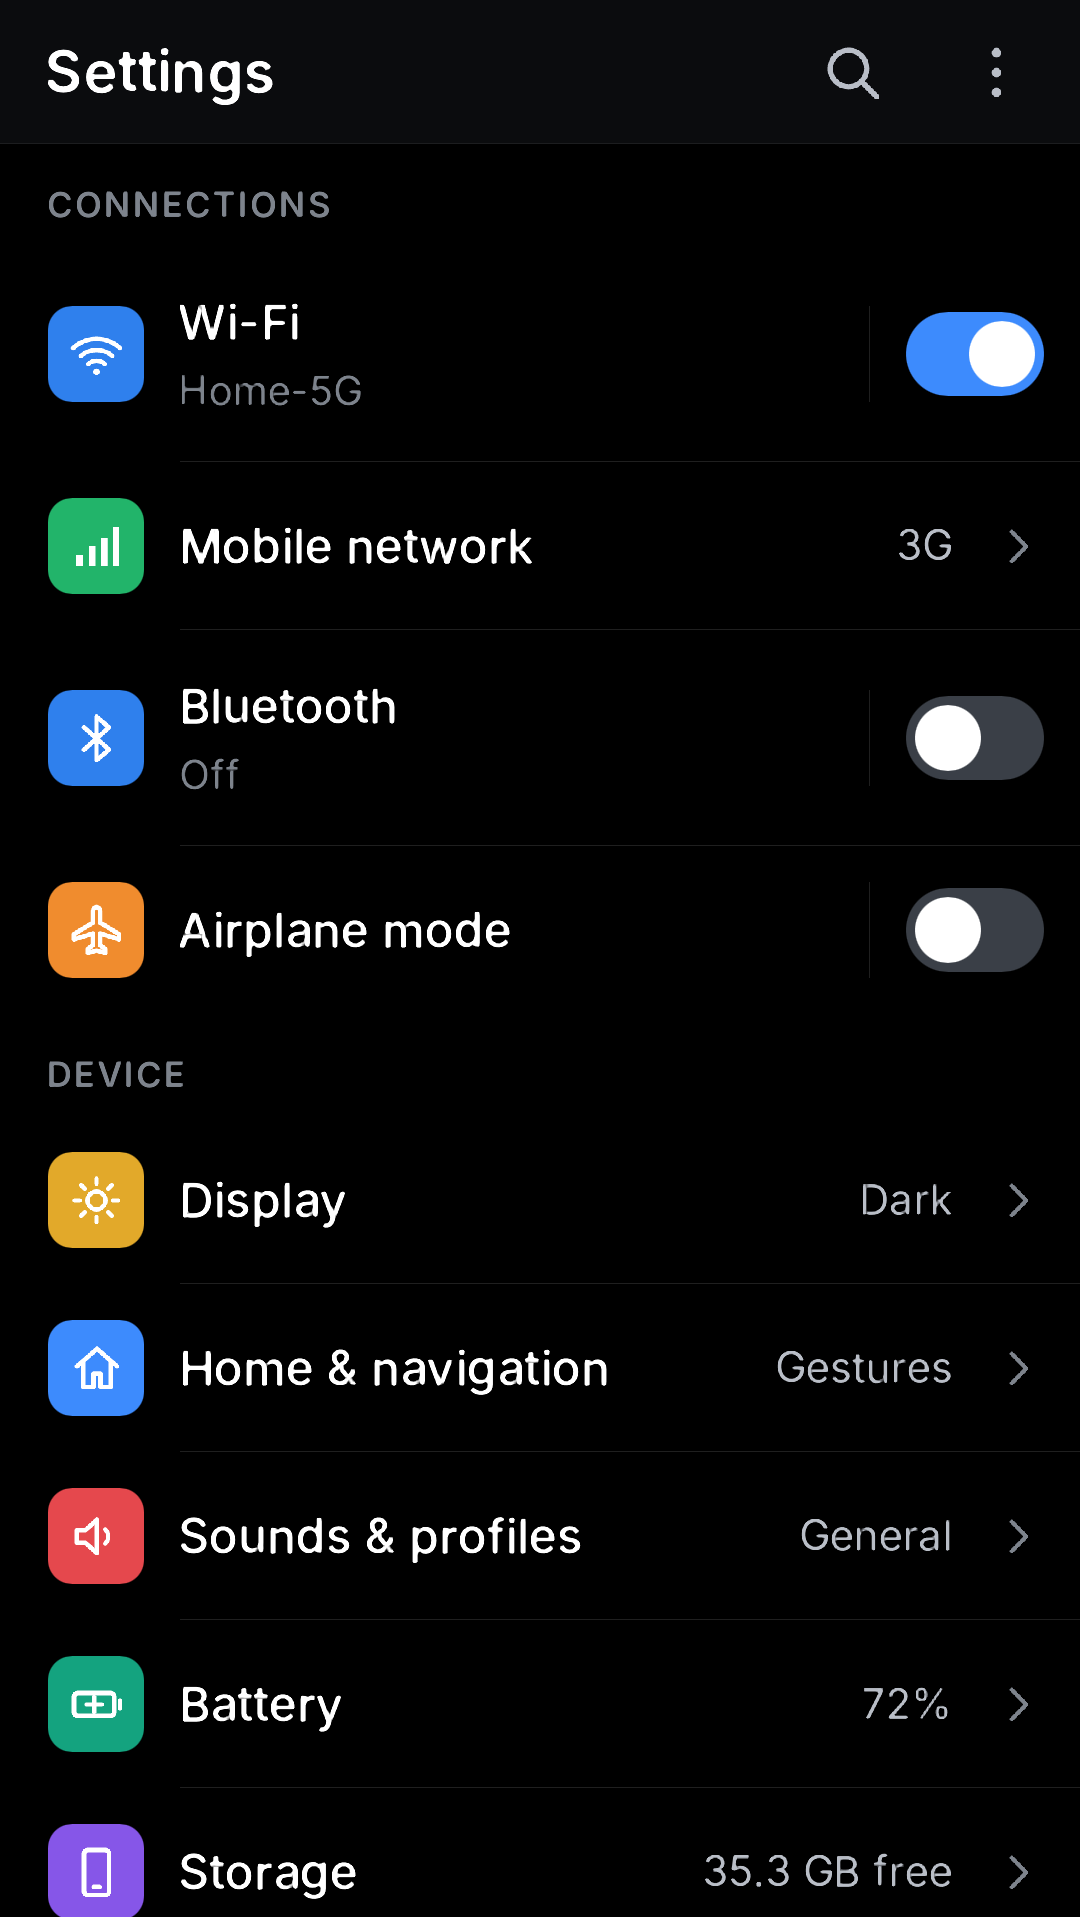 Settings
CONNECTIONS
Wi-Fi
Home-5G
Mobile network 3G
Bluetooth
Off
Airplane mode
DEVICE
Display Dark
Home & navigation Gestures
Sounds & profiles General
Battery 72%
Storage 35.3 GB free